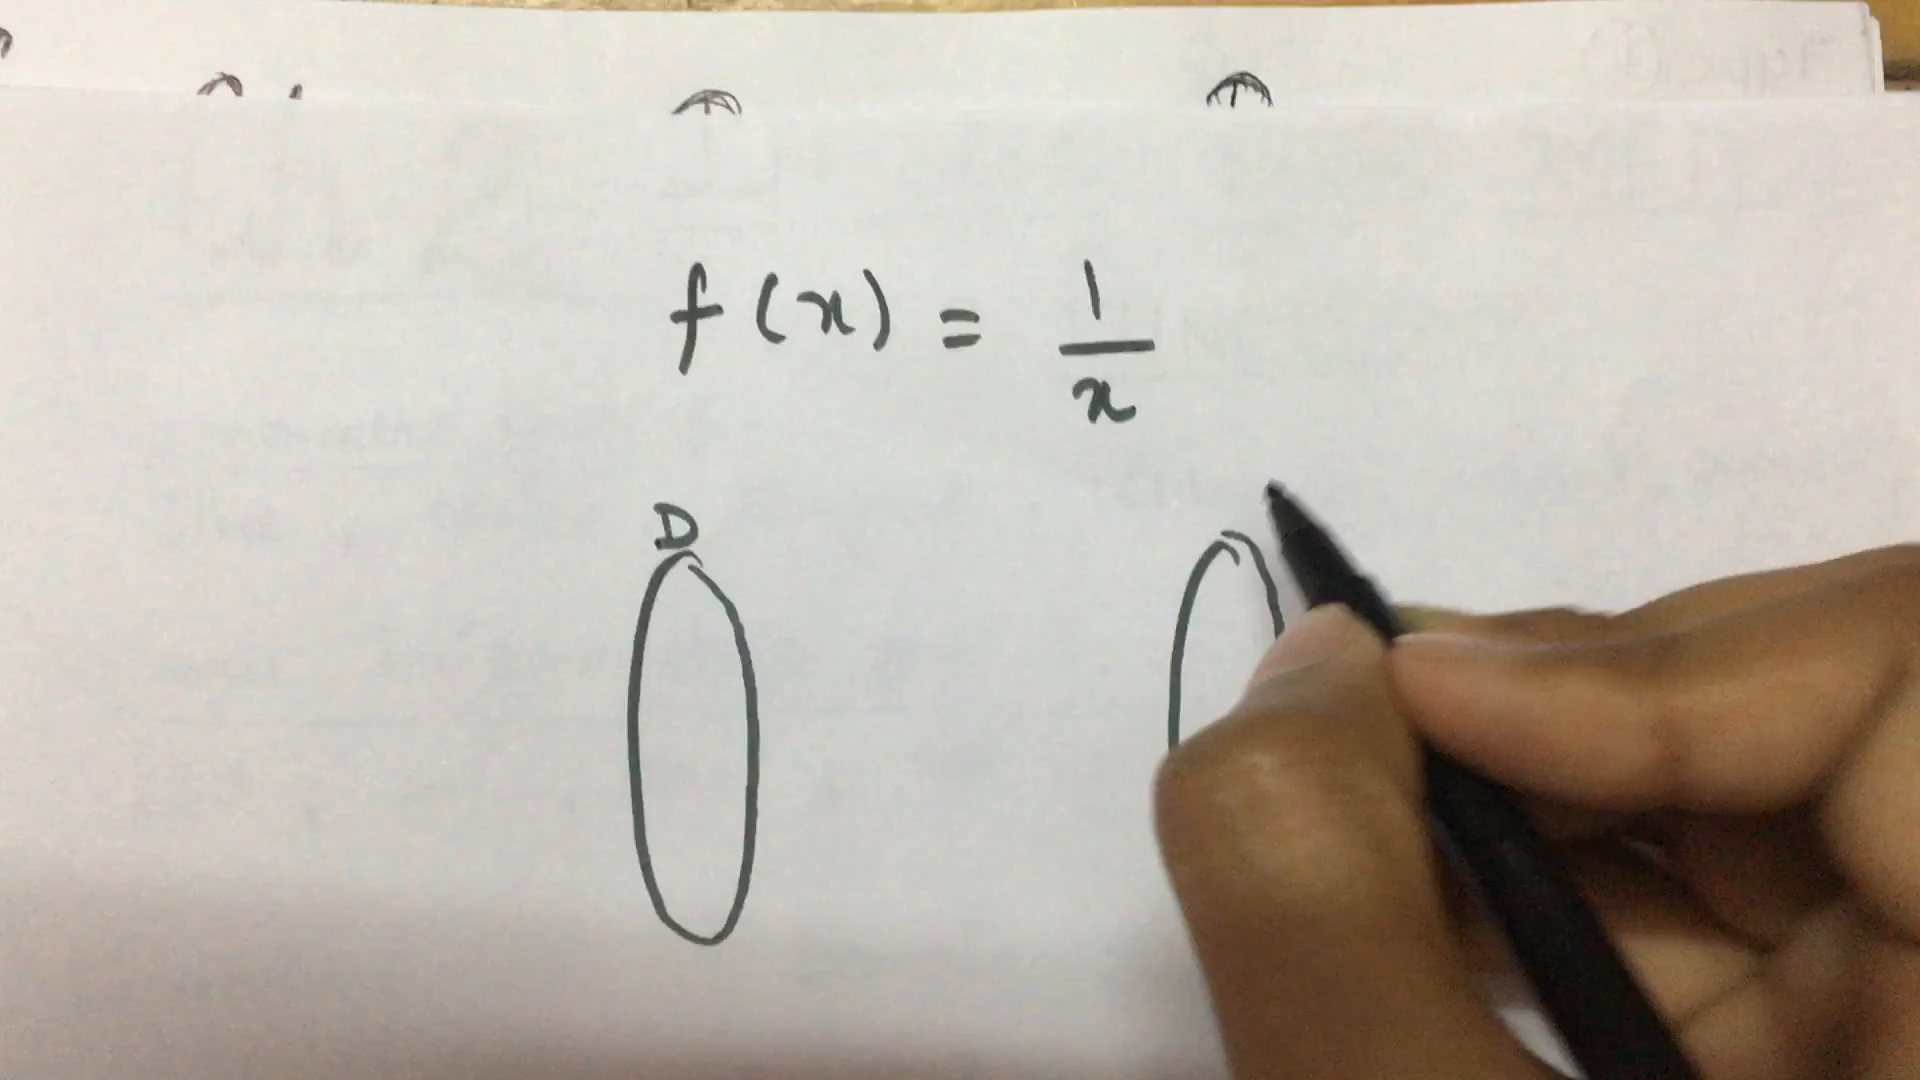 f(x) = 1/x
D